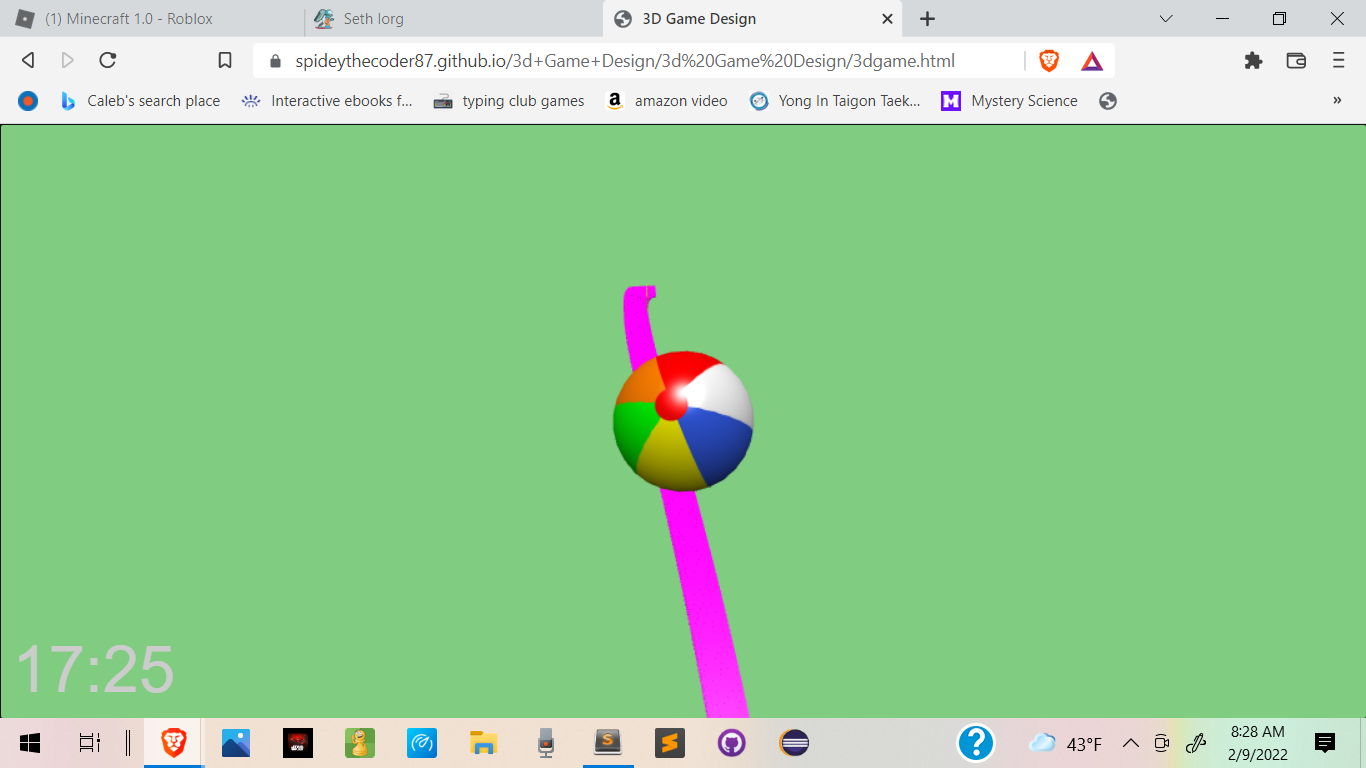 (1) Minecraft 1.0 - Roblox
Seth Iorg
3D Game Design
spideythecoder87.github.io/3d+Game+Design/3d%20Game%20Design/3dgame.html
Caleb's search place
Interactive ebooks f...
typing club games
amazon video
Yong In Taigon Taek...
Mystery Science
»
17:25
43°F
8:28 AM
2/9/2022